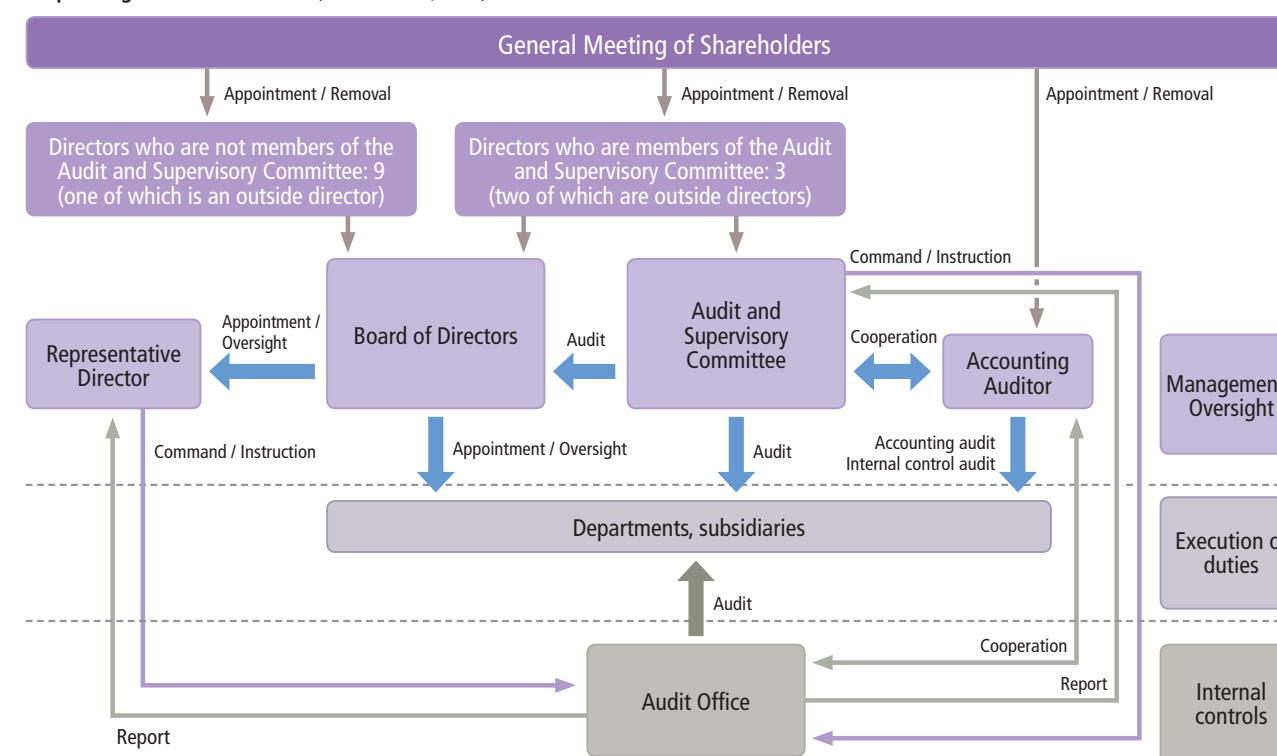 General Meeting of Shareholders
Appointment / Removal
Appointment / Removal
Appointment / Removal
Directors who are not members of the
Audit and Supervisory Committee: 9
(one of which is an outside director)
Directors who are members of the Audit
and Supervisory Committee: 3
(two of which are outside directors)
Command / Instruction
Representative
Director
Appointment /
Oversight
Board of Directors
Audit
Audit and
Supervisory
Committee
Cooperation
Accounting
Auditor
Management
Oversight
Command / Instruction
Appointment / Oversight
Audit
Accounting audit
Internal control audit
Departments, subsidiaries
Execution
duties
Audit
Cooperation
Audit Office
Report
Internal
controls
Report